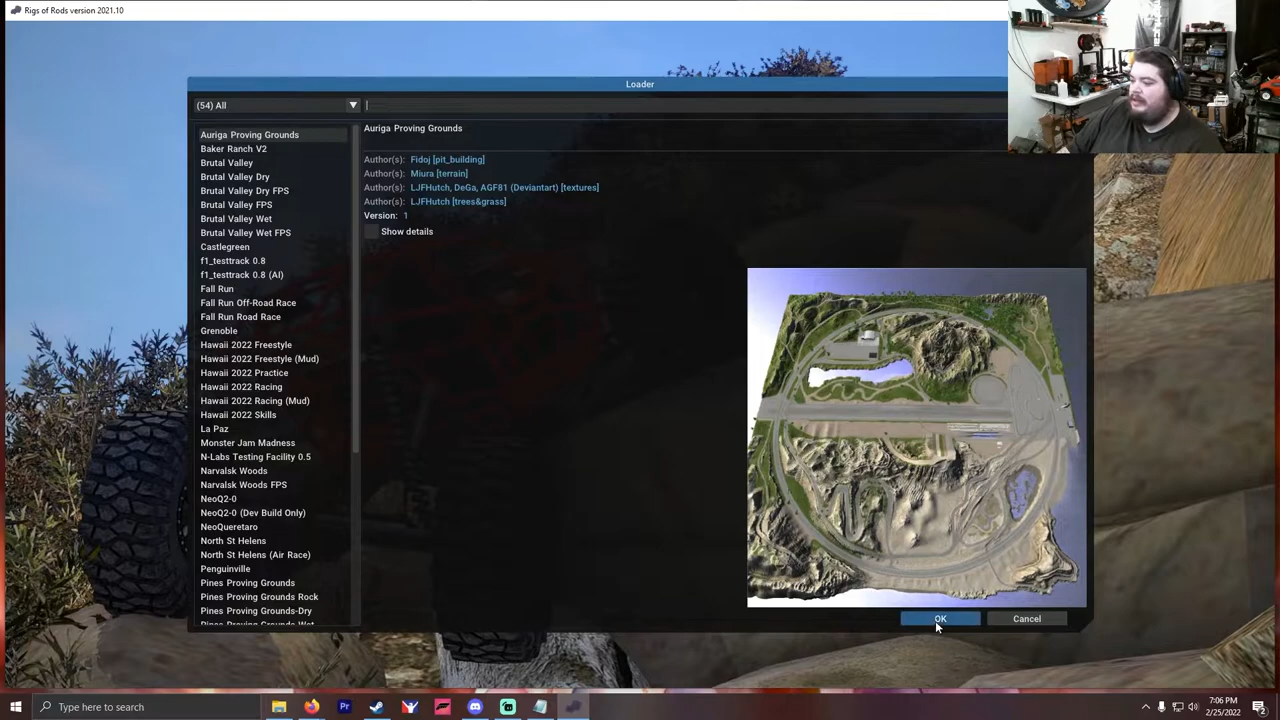 Rigs of Rods version 2021.10
Loader
(54) All
Auriga Proving Grounds
Baker Ranch V2
Brutal Valley
Brutal Valley Dry
Brutal Valley Dry FPS
Brutal Valley FPS
Brutal Valley Wet
Brutal Valley Wet FPS
Castlegreen
f1_testtrack 0.8
f1_testtrack 0.8 (AI)
Fall Run
Fall Run Off-Road Race
Fall Run Road Race
Grenoble
Hawaii 2022 Freestyle
Hawaii 2022 Freestyle (Mud)
Hawaii 2022 Practice
Hawaii 2022 Racing
Hawaii 2022 Racing (Mud)
Hawaii 2022 Skills
La Paz
Monster Jam Madness
N-Labs Testing Facility 0.5
Narvalsk Woods
Narvalsk Woods FPS
NeoQ2-0
NeoQ2-0 (Dev Build Only)
NeoQueretaro
North St Helens
North St Helens (Air Race)
Penguinville
Pines Proving Grounds
Pines Proving Grounds Rock
Pines Proving Grounds-Dry
Pines Proving Grounds-Wet
Auriga Proving Grounds
Author(s): Fidoj [pit_building]
Author(s): Miura [terrain]
Author(s): LJFHutch, DeGa, AGF81 (Deviantart) [textures]
Author(s): LJFHutch [trees&grass]
Version: 1
Show details
OK
Cancel
Type here to search
Pr
7:06 PM
2/25/2022
2